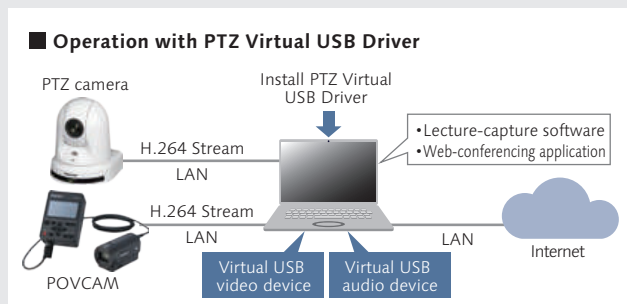 ■ Operation with PTZ Virtual USB Driver
PTZ camera
Install PTZ Virtual
USB Driver
•Lecture-capture software
•Web-conferencing application
H.264 Stream
LAN
H.264 Stream
LAN
LAN
Internet
POVCAM
Virtual USB
video device
Virtual USB
audio device